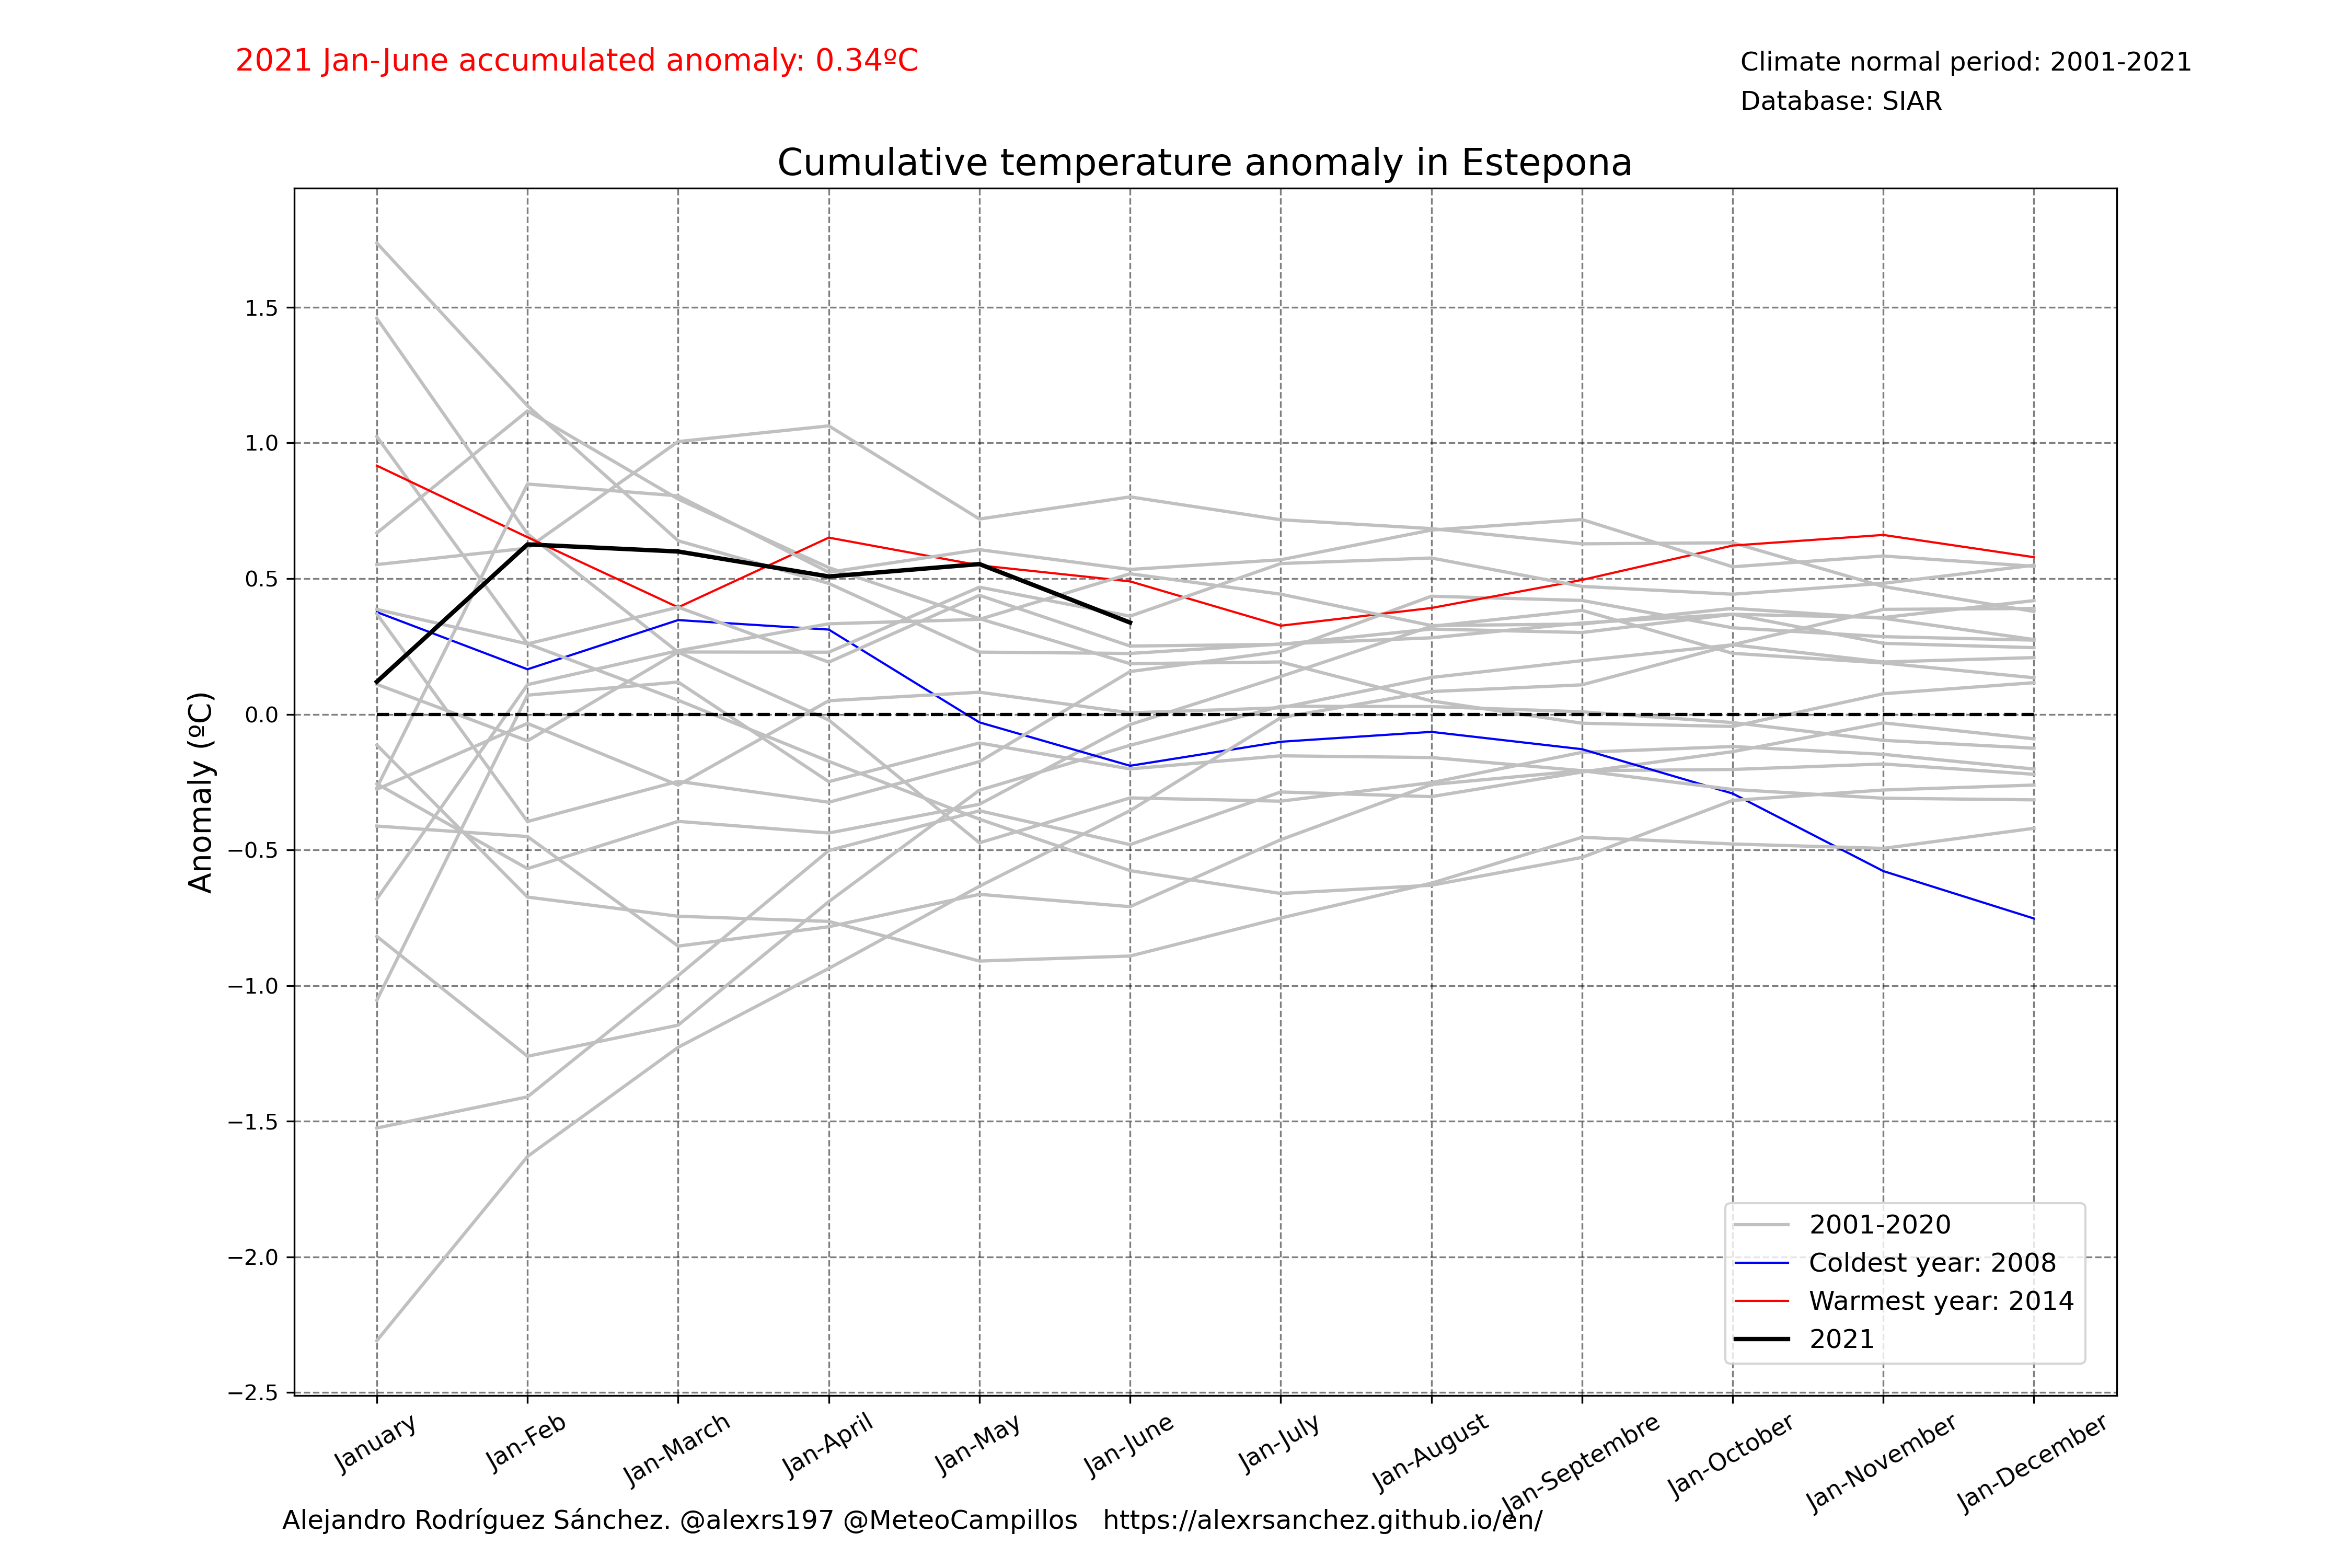 2021 Jan-June accumulated anomaly: 0.34ºC
Climate normal period: 2001-2021
Database: SIAR
Cumulative temperature anomaly in Estepona
Anomaly (ºC)
1.5
1.0
0.5
0.0
−0.5
−1.0
−1.5
−2.0
−2.5
2001-2020
Coldest year: 2008
Warmest year: 2014
2021
January
Jan-Feb
Jan-March
Jan-April
Jan-May
Jan-June
Jan-July
Jan-August
Jan-Septembre
Jan-October
Jan-November
Jan-December
Alejandro Rodríguez Sánchez. @alexrs197 @MeteoCampillos   https://alexrsanchez.github.io/en/